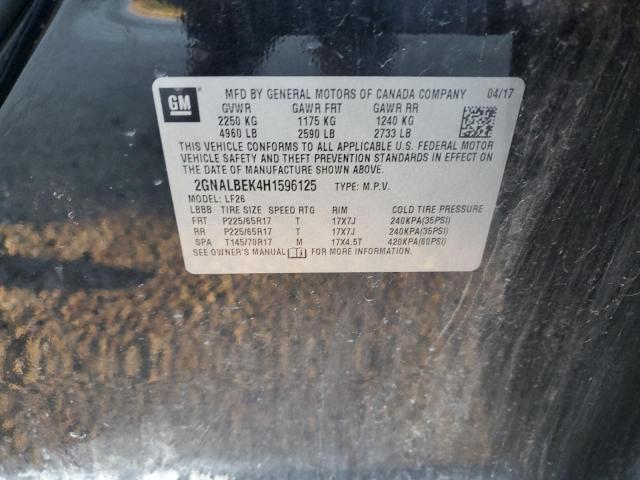 GM
MFD BY GENERAL MOTORS OF CANADA COMPANY 04/17
GVWR GAWR FRT GAWR RR
2250 KG 1175 KG 1240 KG
4960 LB 2590 LB 2733 LB
THIS VEHICLE CONFORMS TO ALL APPLICABLE U.S. FEDERAL MOTOR
VEHICLE SAFETY AND THEFT PREVENTION STANDARDS IN EFFECT ON
THE DATE OF MANUFACTURE SHOWN ABOVE.
2GNALBEK4H1596125 TYPE: M.P.V.
MODEL: LF26
LBBB TIRE SIZE SPEED RTG RIM COLD TIRE PRESSURE
FRT P225/65R17 T 17X7J 240KPA(35PSI)
RR P225/65R17 T 17X7J 240KPA(35PSI)
SPA T145/70R17 M 17X4.5T 420KPA(60PSI)
SEE OWNER'S MANUAL FOR MORE INFORMATION.